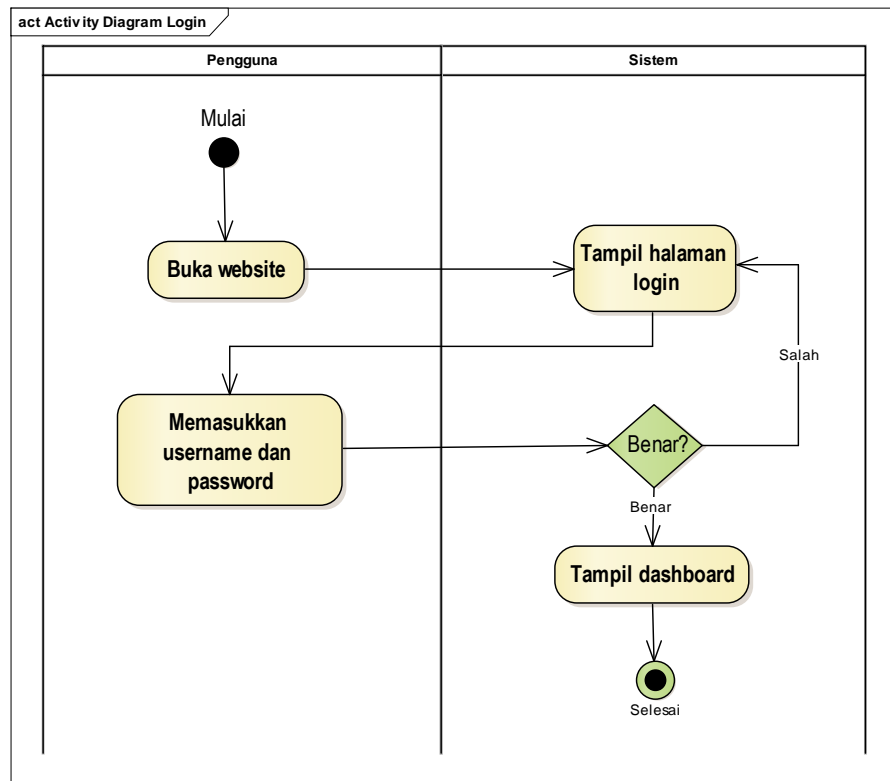 act Activity Diagram Login
Pengguna
Sistem
Mulai
Buka website
Tampil halaman
login
Salah
Memasukkan
username dan
password
Benar?
Benar
Tampil dashboard
Selesai